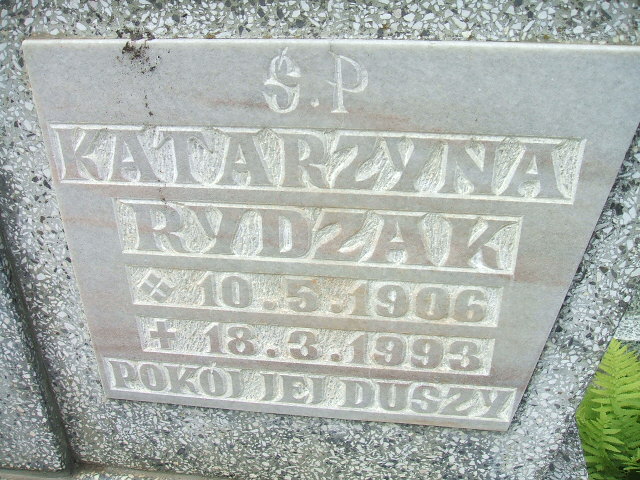 Ś.P
KATARZYNA
RYDZAK
10.5.1906
✝ 18.3.1993
POKÓJ JEJ DUSZY